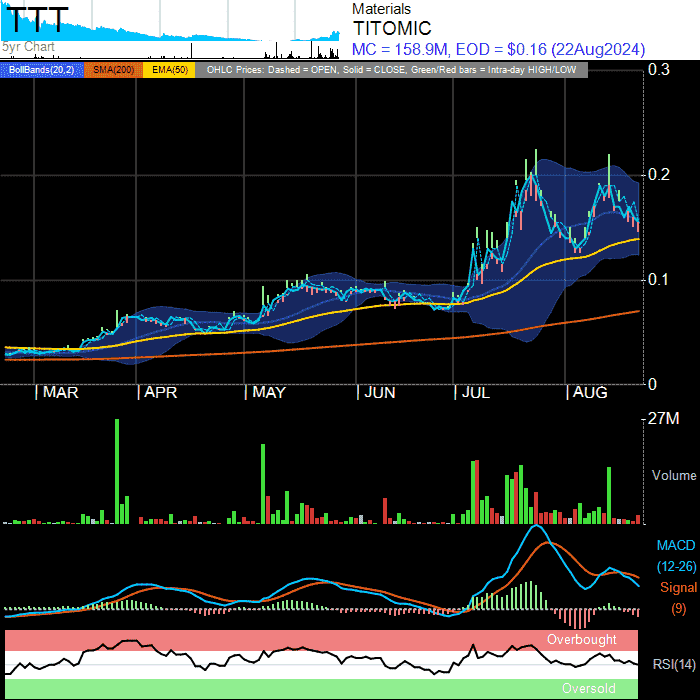 TTT
5yr Chart
Materials
TITOMIC
MC = 158.9M, EOD = $0.16 (22Aug2024)
BollBands(20,2) SMA(200) EMA(50) OHLC Prices: Dashed = OPEN, Solid = CLOSE, Green/Red bars = Intra-day HIGH/LOW
0.3
0.2
0.1
0
| MAR | APR | MAY | JUN | JUL | AUG
27M
Volume
MACD
(12-26)
Signal
(9)
Overbought
RSI(14)
Oversold